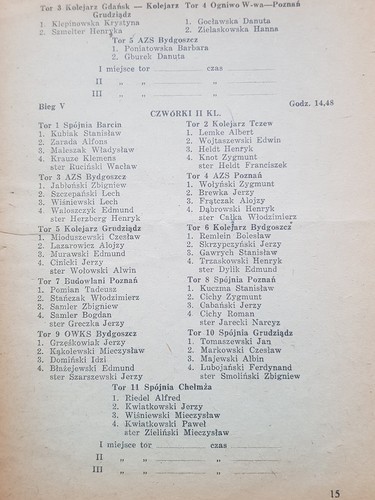 Tor 3 Kolejarz Gdańsk — Kolejarz Grudziądz
1. Klepinowska Krystyna
2. Szmelter Henryka
Tor 4 Ogniwo W-wa—Poznań
1. Gocławska Danuta
2. Zielaskowska Hanna
Tor 5 AZS Bydgoszcz
1. Poniatowska Barbara
2. Gburek Danuta
I miejsce tor czas
II „ „ „
III „ „ „
Bieg V
Godz. 14,48
CZWÓRKI II KL.
Tor 1 Spójnia Barcin
1. Kubiak Stanisław
2. Zarada Alfons
3. Maleszak Władysław
4. Krauze Klemens
ster Ruciński Wacław
Tor 2 Kolejarz Tczew
1. Lemke Albert
2. Wojtaszewski Edwin
3. Heldt Henryk
4. Knot Zygmunt
ster Heldt Franciszek
Tor 3 AZS Bydgoszcz
1. Jabłoński Zbigniew
2. Szczepański Lech
3. Wiśniewski Lech
4. Waloszczyk Edmund
ster Herzberg Henryk
Tor 4 AZS Poznań
1. Wołyński Zygmunt
2. Brewka Jerzy
3. Frątczak Alojzy
4. Dąbrowski Henryk
ster Całka Włodzimierz
Tor 5 Kolejarz Grudziądz
1. Mioduszewski Czesław
2. Lazarowicz Alojzy
3. Murawski Edmund
4. Cinicki Jerzy
ster Wołowski Alwin
Tor 6 Kolejarz Bydgoszcz
1. Remlein Bolesław
2. Skrzypczyński Jerzy
3. Gawrych Stanisław
4. Trzaskowski Henryk
ster Dylik Edmund
Tor 7 Budowlani Poznań
1. Pomian Tadeusz
2. Stańczak Włodzimierz
3. Samler Zbigniew
4. Samler Bogdan
ster Greczka Jerzy
Tor 8 Spójnia Poznań
1. Kuczma Stanisław
2. Cichy Zygmunt
3. Cabański Jerzy
4. Cichy Roman
ster Jarecki Narcyz
Tor 9 OWKS Bydgoszcz
1. Grześkowiak Jerzy
2. Kąkolewski Mieczysław
3. Domiński Idzi
4. Błażejewski Edmund
ster Szarszewski Jerzy
Tor 10 Spójnia Grudziądz
1. Tomaszewski Jan
2. Markowski Czesław
3. Majewski Albin
4. Lubojański Ferdynand
ster Smoliński Zbigniew
Tor 11 Spójnia Chełmża
1. Riedel Alfred
2. Kwiatkowski Jerzy
3. Wiśniewski Mieczysław
4. Kwiatkowski Paweł
ster Zieliński Mieczysław
I miejsce tor czas
II „ „ „
III „ „ „
15